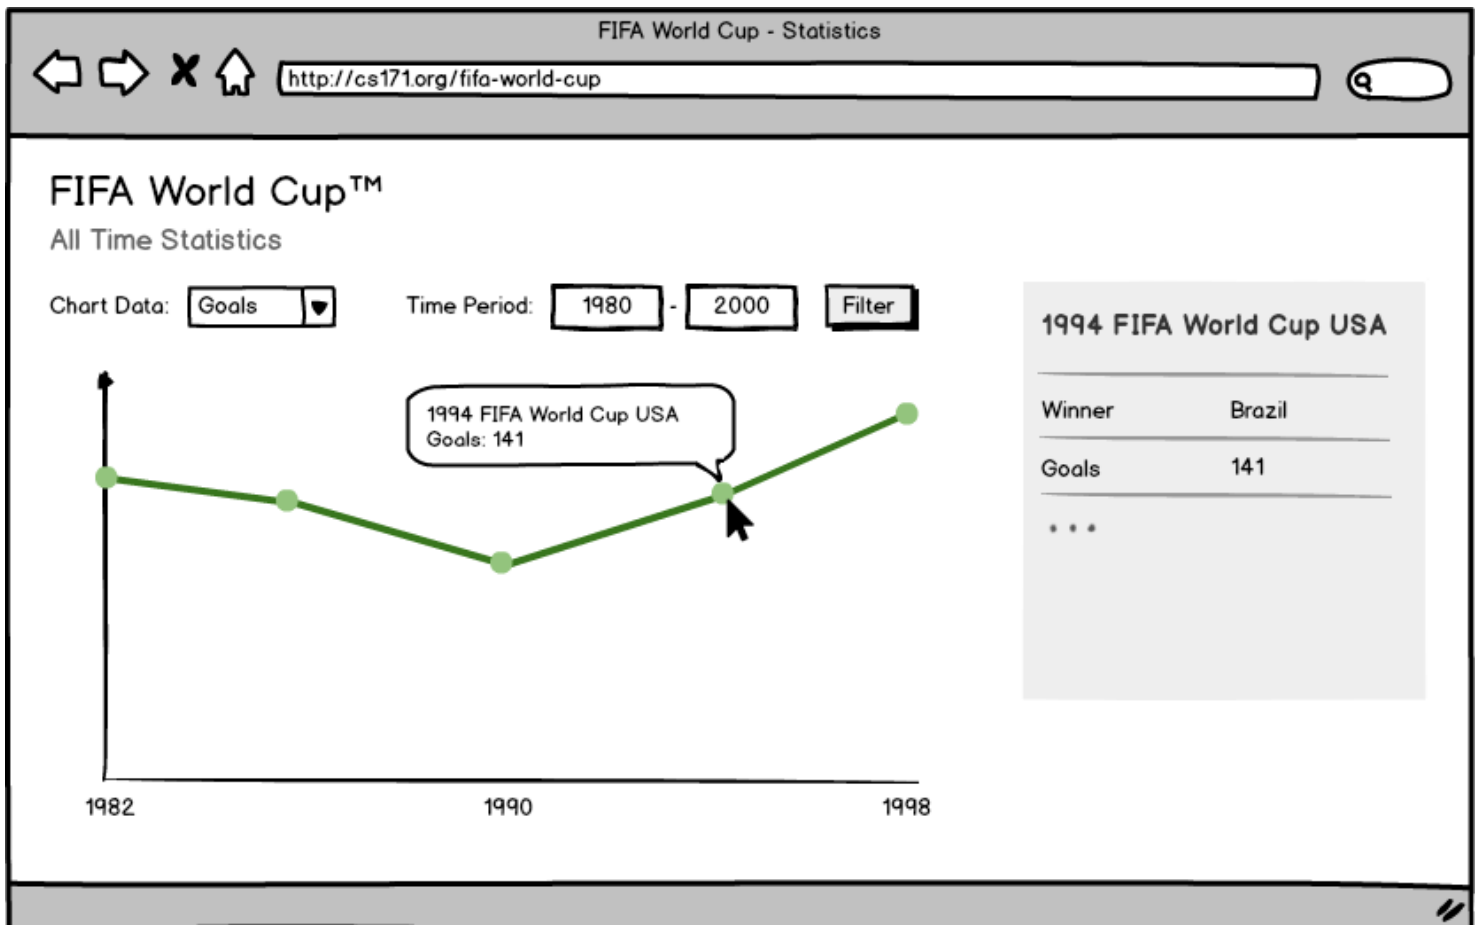 FIFA World Cup - Statistics
http://cs171.org/fifa-world-cup
FIFA World Cup™
All Time Statistics
Chart Data: Goals Time Period: 1980 - 2000 Filter
1994 FIFA World Cup USA
Goals: 141
1982 1990 1998
1994 FIFA World Cup USA
Winner Brazil
Goals 141
...